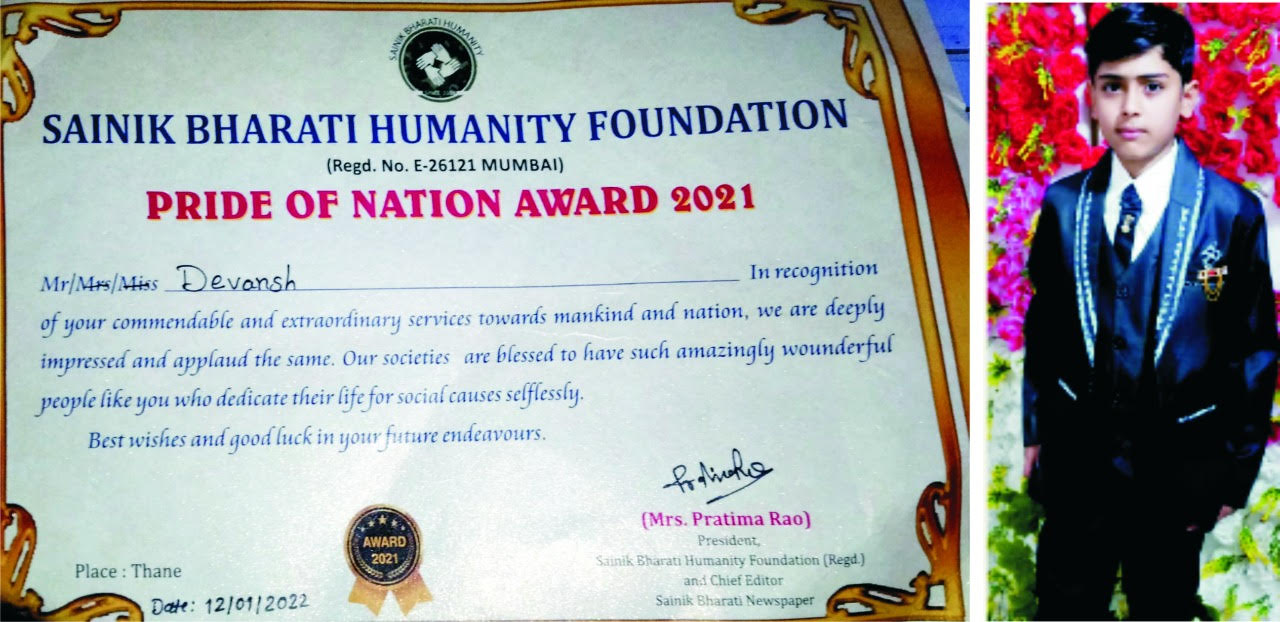 SAINIK BHARATI HUMANITY
SAINIK BHARATI HUMANITY FOUNDATION
(Regd. No. E-26121 MUMBAI)
PRIDE OF NATION AWARD 2021
Mr/Mrs/Miss Devansh In recognition
of your commendable and extraordinary services towards mankind and nation, we are deeply
impressed and applaud the same. Our societies are blessed to have such amazingly wounderful
people like you who dedicate their life for social causes selflessly.
Best wishes and good luck in your future endeavours.
(Mrs. Pratima Rao)
President,
Sainik Bharati Humanity Foundation (Regd.)
and Chief Editor
Sainik Bharati Newspaper
AWARD
2021
Place : Thane
Date: 12/01/2022